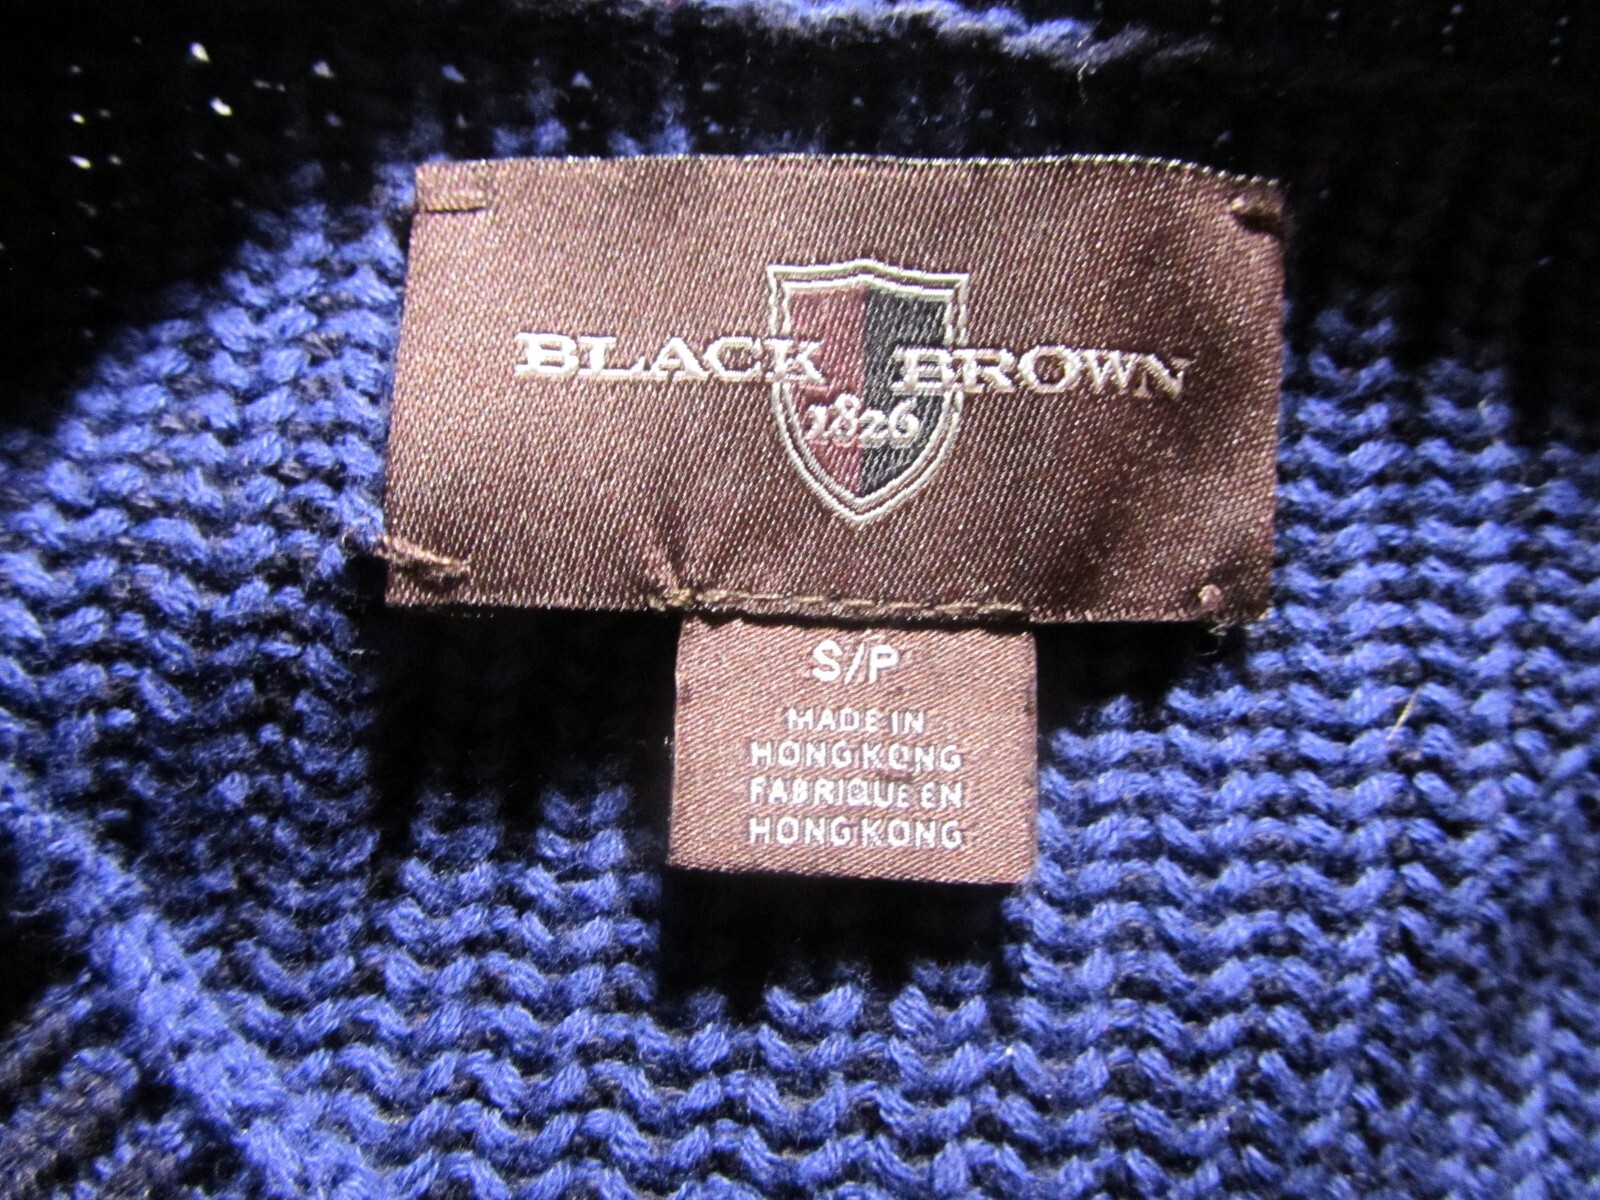 BLACK BROWN
1826
S/P
MADE IN
HONG KONG
FABRIQUE EN
HONG KONG